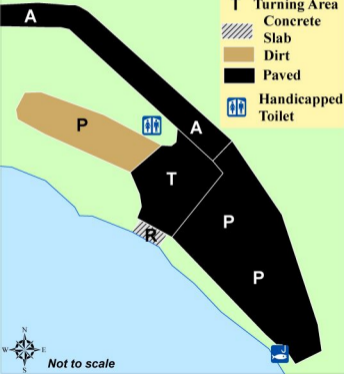 T Turning Area
Concrete
Slab
Dirt
Paved
Handicapped
Toilet
A
P
A
T
P
R
P
J
N
W E
S
Not to scale